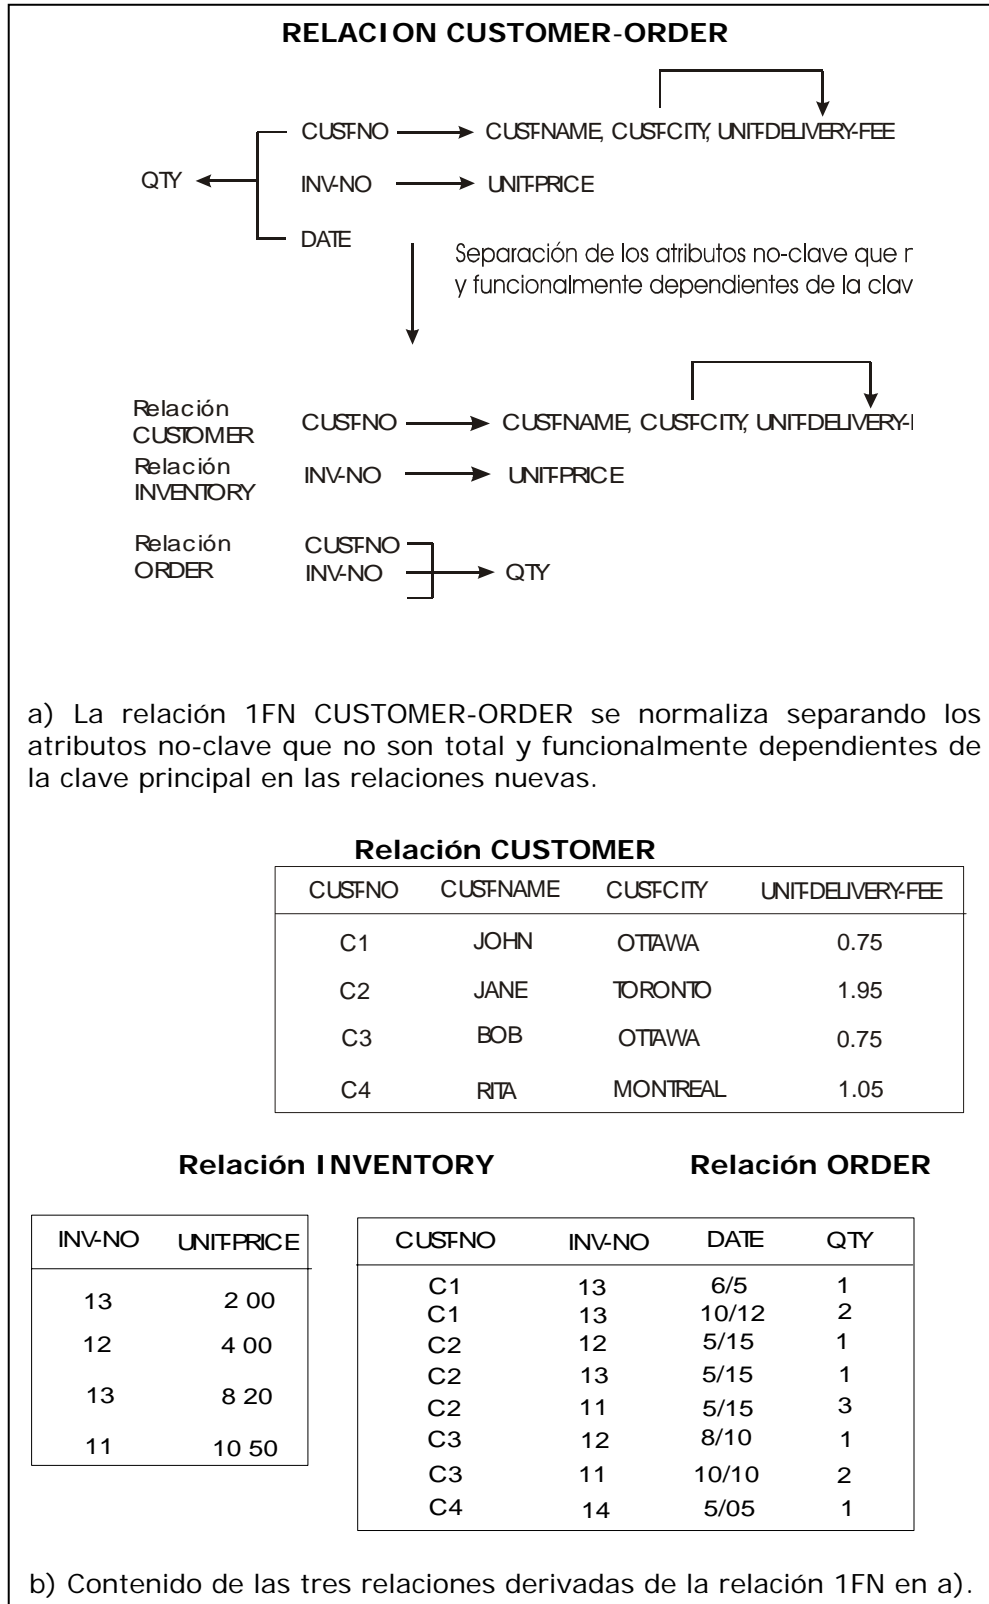 RELACION CUSTOMER-ORDER
CUST-NO CUST-NAME, CUST-CITY, UNIT-DELIVERY-FEE
QTY INV-NO UNIT-PRICE
DATE
Separación de los atributos no-clave que
y funcionalmente dependientes de la clav
Relación
CUSTOMER CUST-NO CUST-NAME, CUST-CITY, UNIT-DELIVERY-
Relación
INVENTORY INV-NO UNIT-PRICE
Relación CUST-NO
ORDER INV-NO QTY
a) La relación 1FN CUSTOMER-ORDER se normaliza separando los
atributos no-clave que no son total y funcionalmente dependientes de
la clave principal en las relaciones nuevas.
Relación CUSTOMER
CUST-NO CUST-NAME CUST-CITY UNIT-DELIVERY-FEE
C1 JOHN OTTAWA 0.75
C2 JANE TORONTO 1.95
C3 BOB OTTAWA 0.75
C4 RITA MONTREAL 1.05
Relación INVENTORY
INV-NO UNIT-PRICE
13 2 00
12 4 00
13 8 20
11 10 50
Relación ORDER
CUST-NO INV-NO DATE QTY
C1 13 6/5 1
C1 13 10/12 2
C2 12 5/15 1
C2 13 5/15 1
C2 11 5/15 3
C3 12 8/10 1
C3 11 10/10 2
C4 14 5/05 1
b) Contenido de las tres relaciones derivadas de la relación 1FN en a).